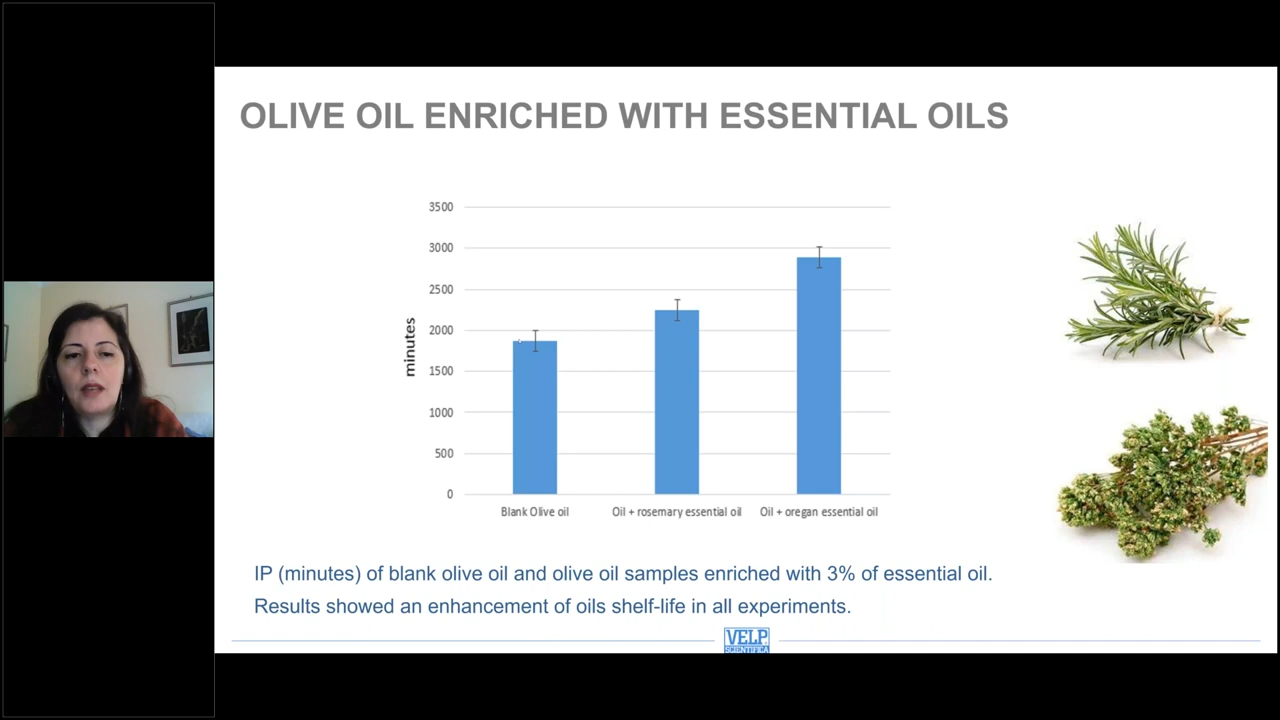 OLIVE OIL ENRICHED WITH ESSENTIAL OILS
3500
3000
2500
2000
1500
1000
500
0
minutes
Blank Olive oil
Oil + rosemary essential oil
Oil + oregan essential oil
IP (minutes) of blank olive oil and olive oil samples enriched with 3% of essential oil.
Results showed an enhancement of oils shelf-life in all experiments.
VELP
SCIENTIFICA